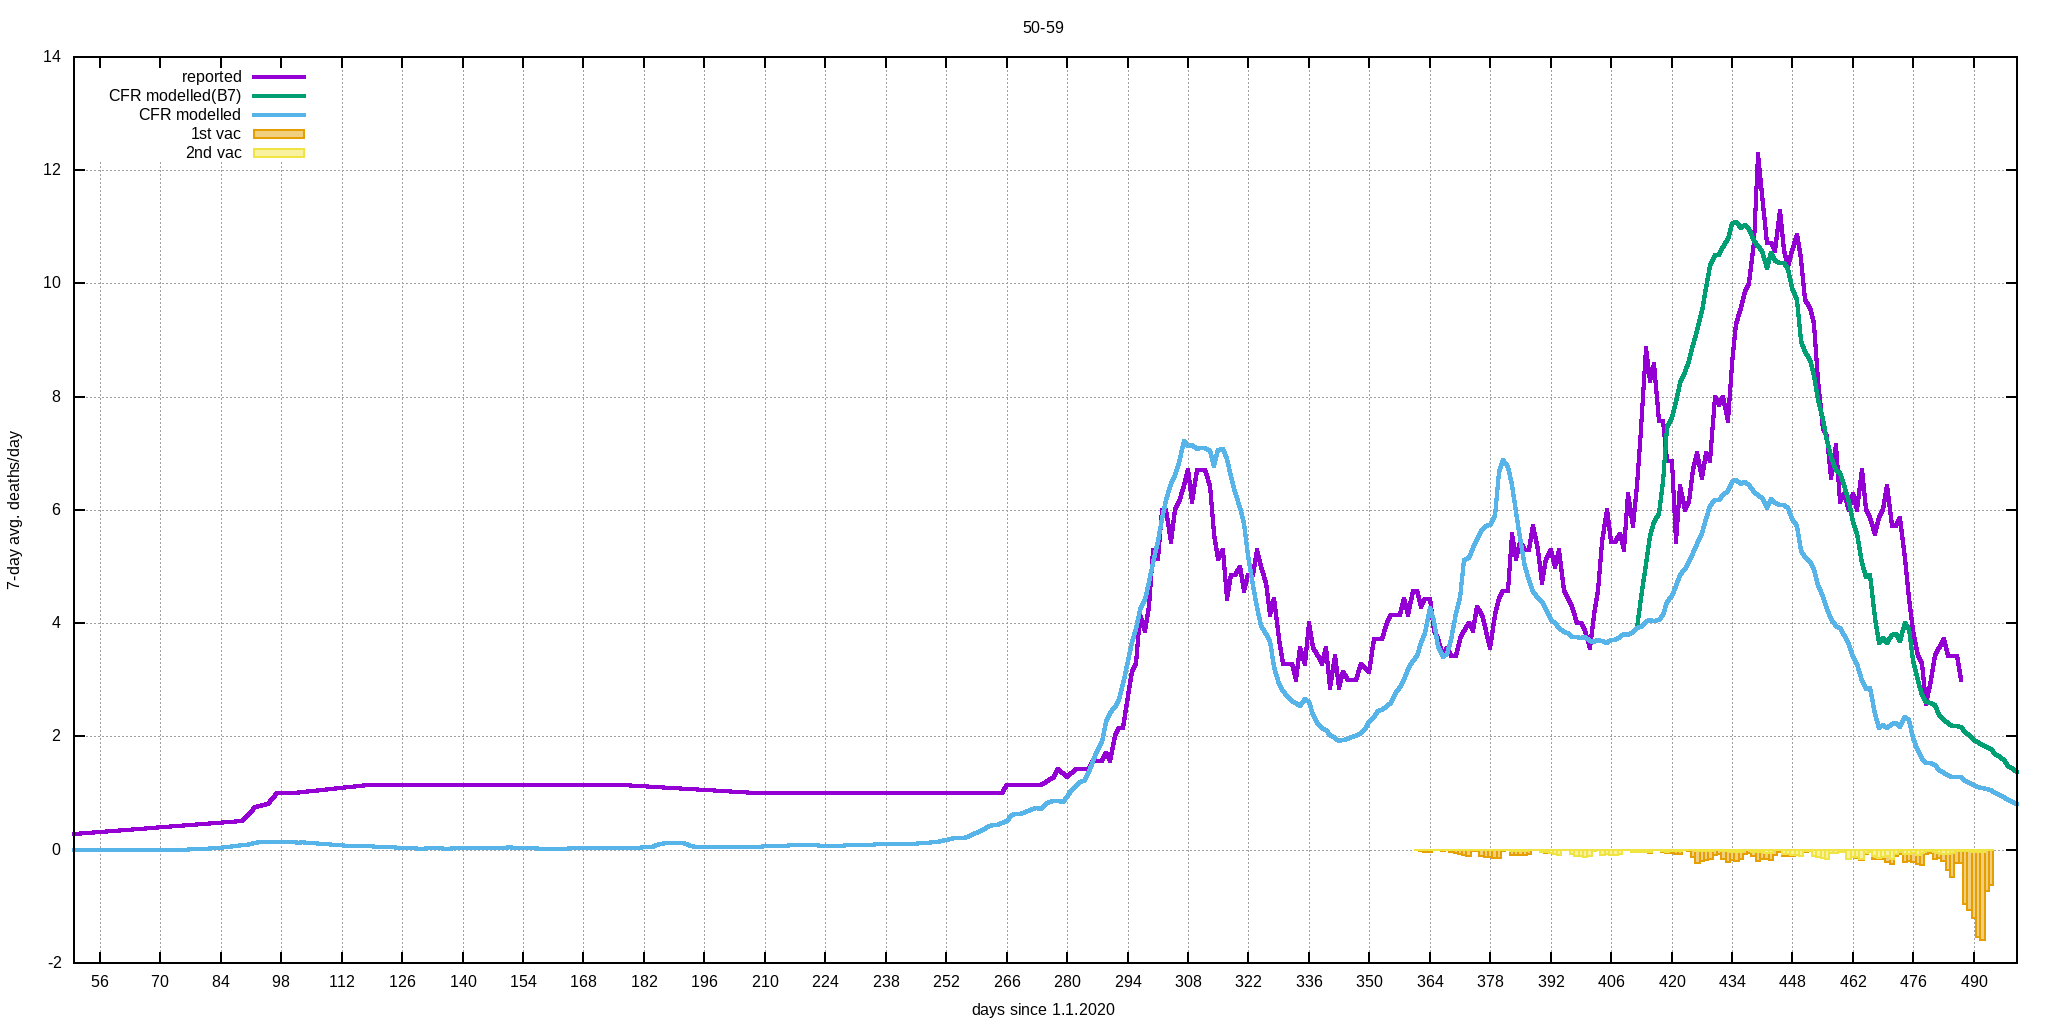 50-59
14
12
10
8
6
4
2
0
-2
reported
CFR modelled(B7)
CFR modelled
1st vac
2nd vac
7-day avg. deaths/day
56 70 84 98 112 126 140 154 168 182 196 210 224 238 252 266 280 294 308 322 336 350 364 378 392 406 420 434 448 462 476 490
days since 1.1.2020